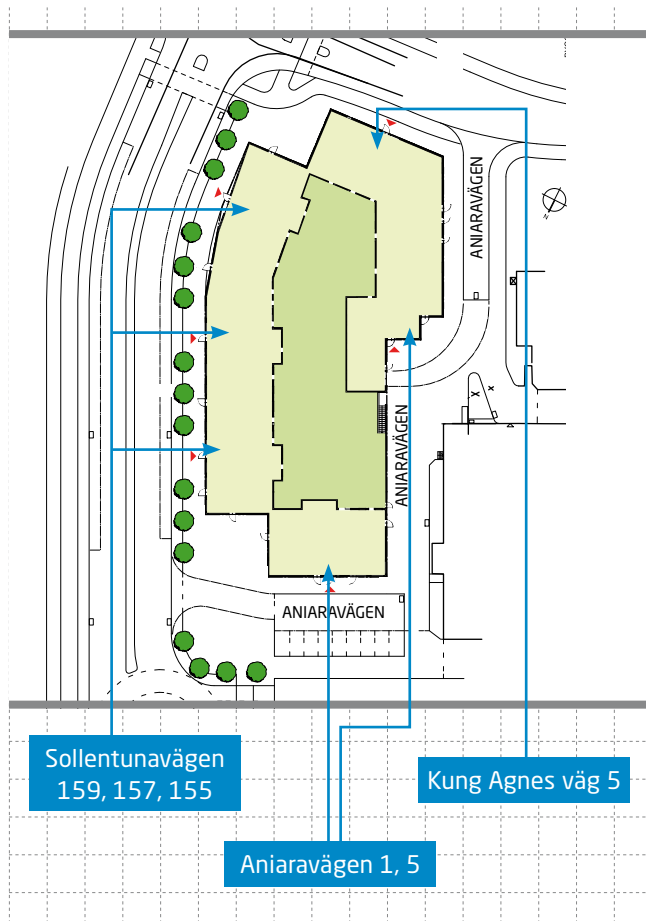 ANIARAVÄGEN
N
ANIARAVÄGEN
ANIARAVÄGEN
Sollentunavägen
159, 157, 155
Kung Agnes väg 5
Aniaravägen 1, 5